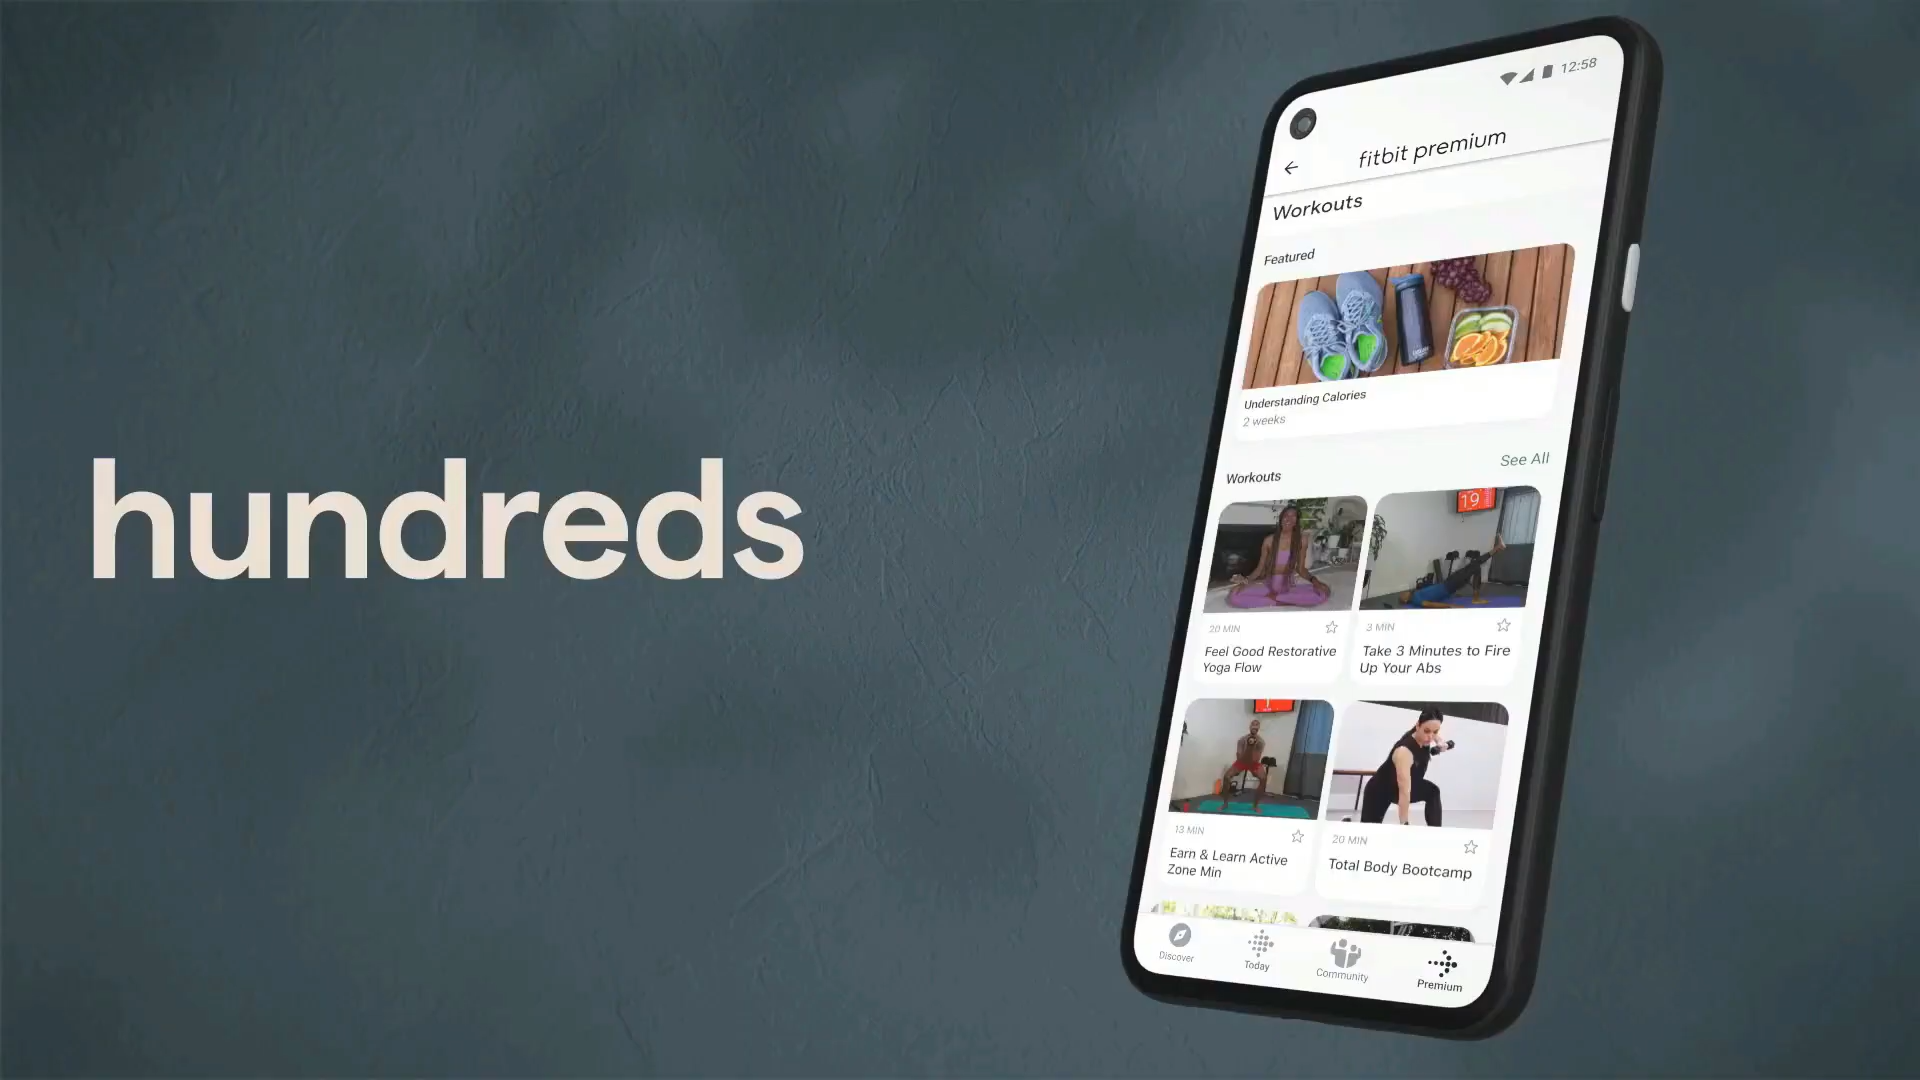 hundreds
12:58
fitbit premium
Workouts
Featured
Understanding Calories
2 weeks
Workouts
See All
19
20 MIN
Feel Good Restorative
Yoga Flow
3 MIN
Take 3 Minutes to Fire
Up Your Abs
13 MIN
Earn & Learn Active
Zone Min
20 MIN
Total Body Bootcamp
Discover
Today
Community
Premium